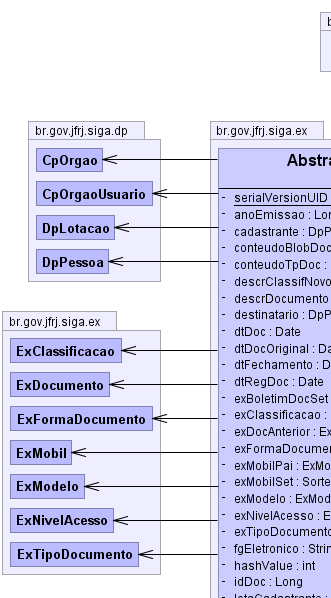 br.gov.jfrj.siga.dp
CpOrgao
CpOrgaoUsuario
DpLotacao
DpPessoa
br.gov.jfrj.siga.ex
ExClassificacao
ExDocumento
ExFormaDocumento
ExMobil
ExModelo
ExNivelAcesso
ExTipoDocumento
br.gov.jfrj.siga.ex
Abstra
- serialVersionUID
- anoEmissao : Lon
- cadastrante : DpP
- conteudoBlobDoc
- conteudoTpDoc :
- descrClassifNovo
- descrDocumento
- destinatario : DpP
- dtDoc : Date
- dtDocOriginal : Da
- dtFechamento : D
- dtRegDoc : Date
- exBoletimDocSet
- exClassificacao :
- exDocAnterior : Ex
- exFormaDocumen
- exMobilPai : ExMo
- exMobilSet : Sorte
- exModelo : ExMod
- exNivelAcesso : E
- exTipoDocumento
- fgEletronico : Strin
- hashValue : int
- idDoc : Long